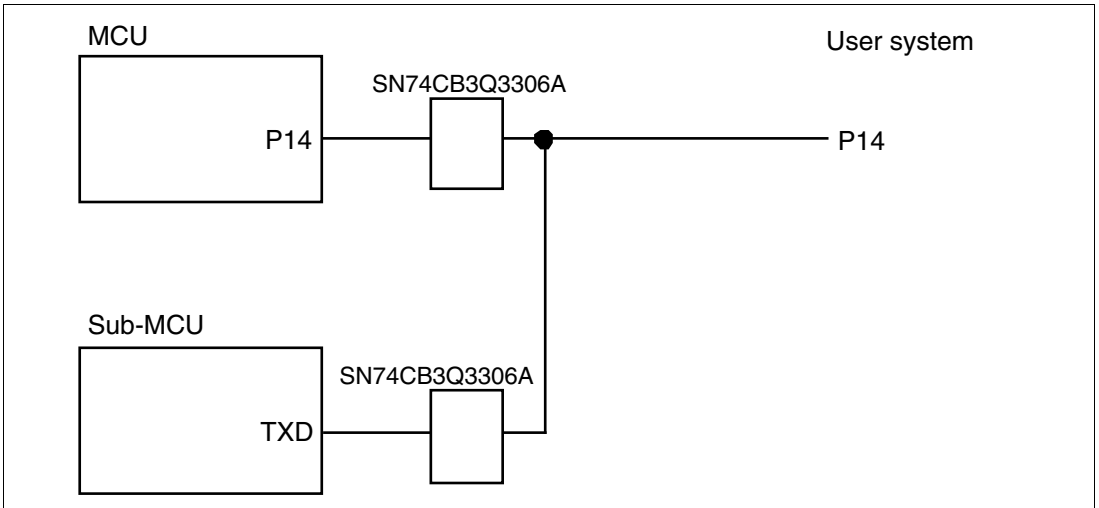 MCU
User system
SN74CB3Q3306A
P14
P14
Sub-MCU
SN74CB3Q3306A
TXD